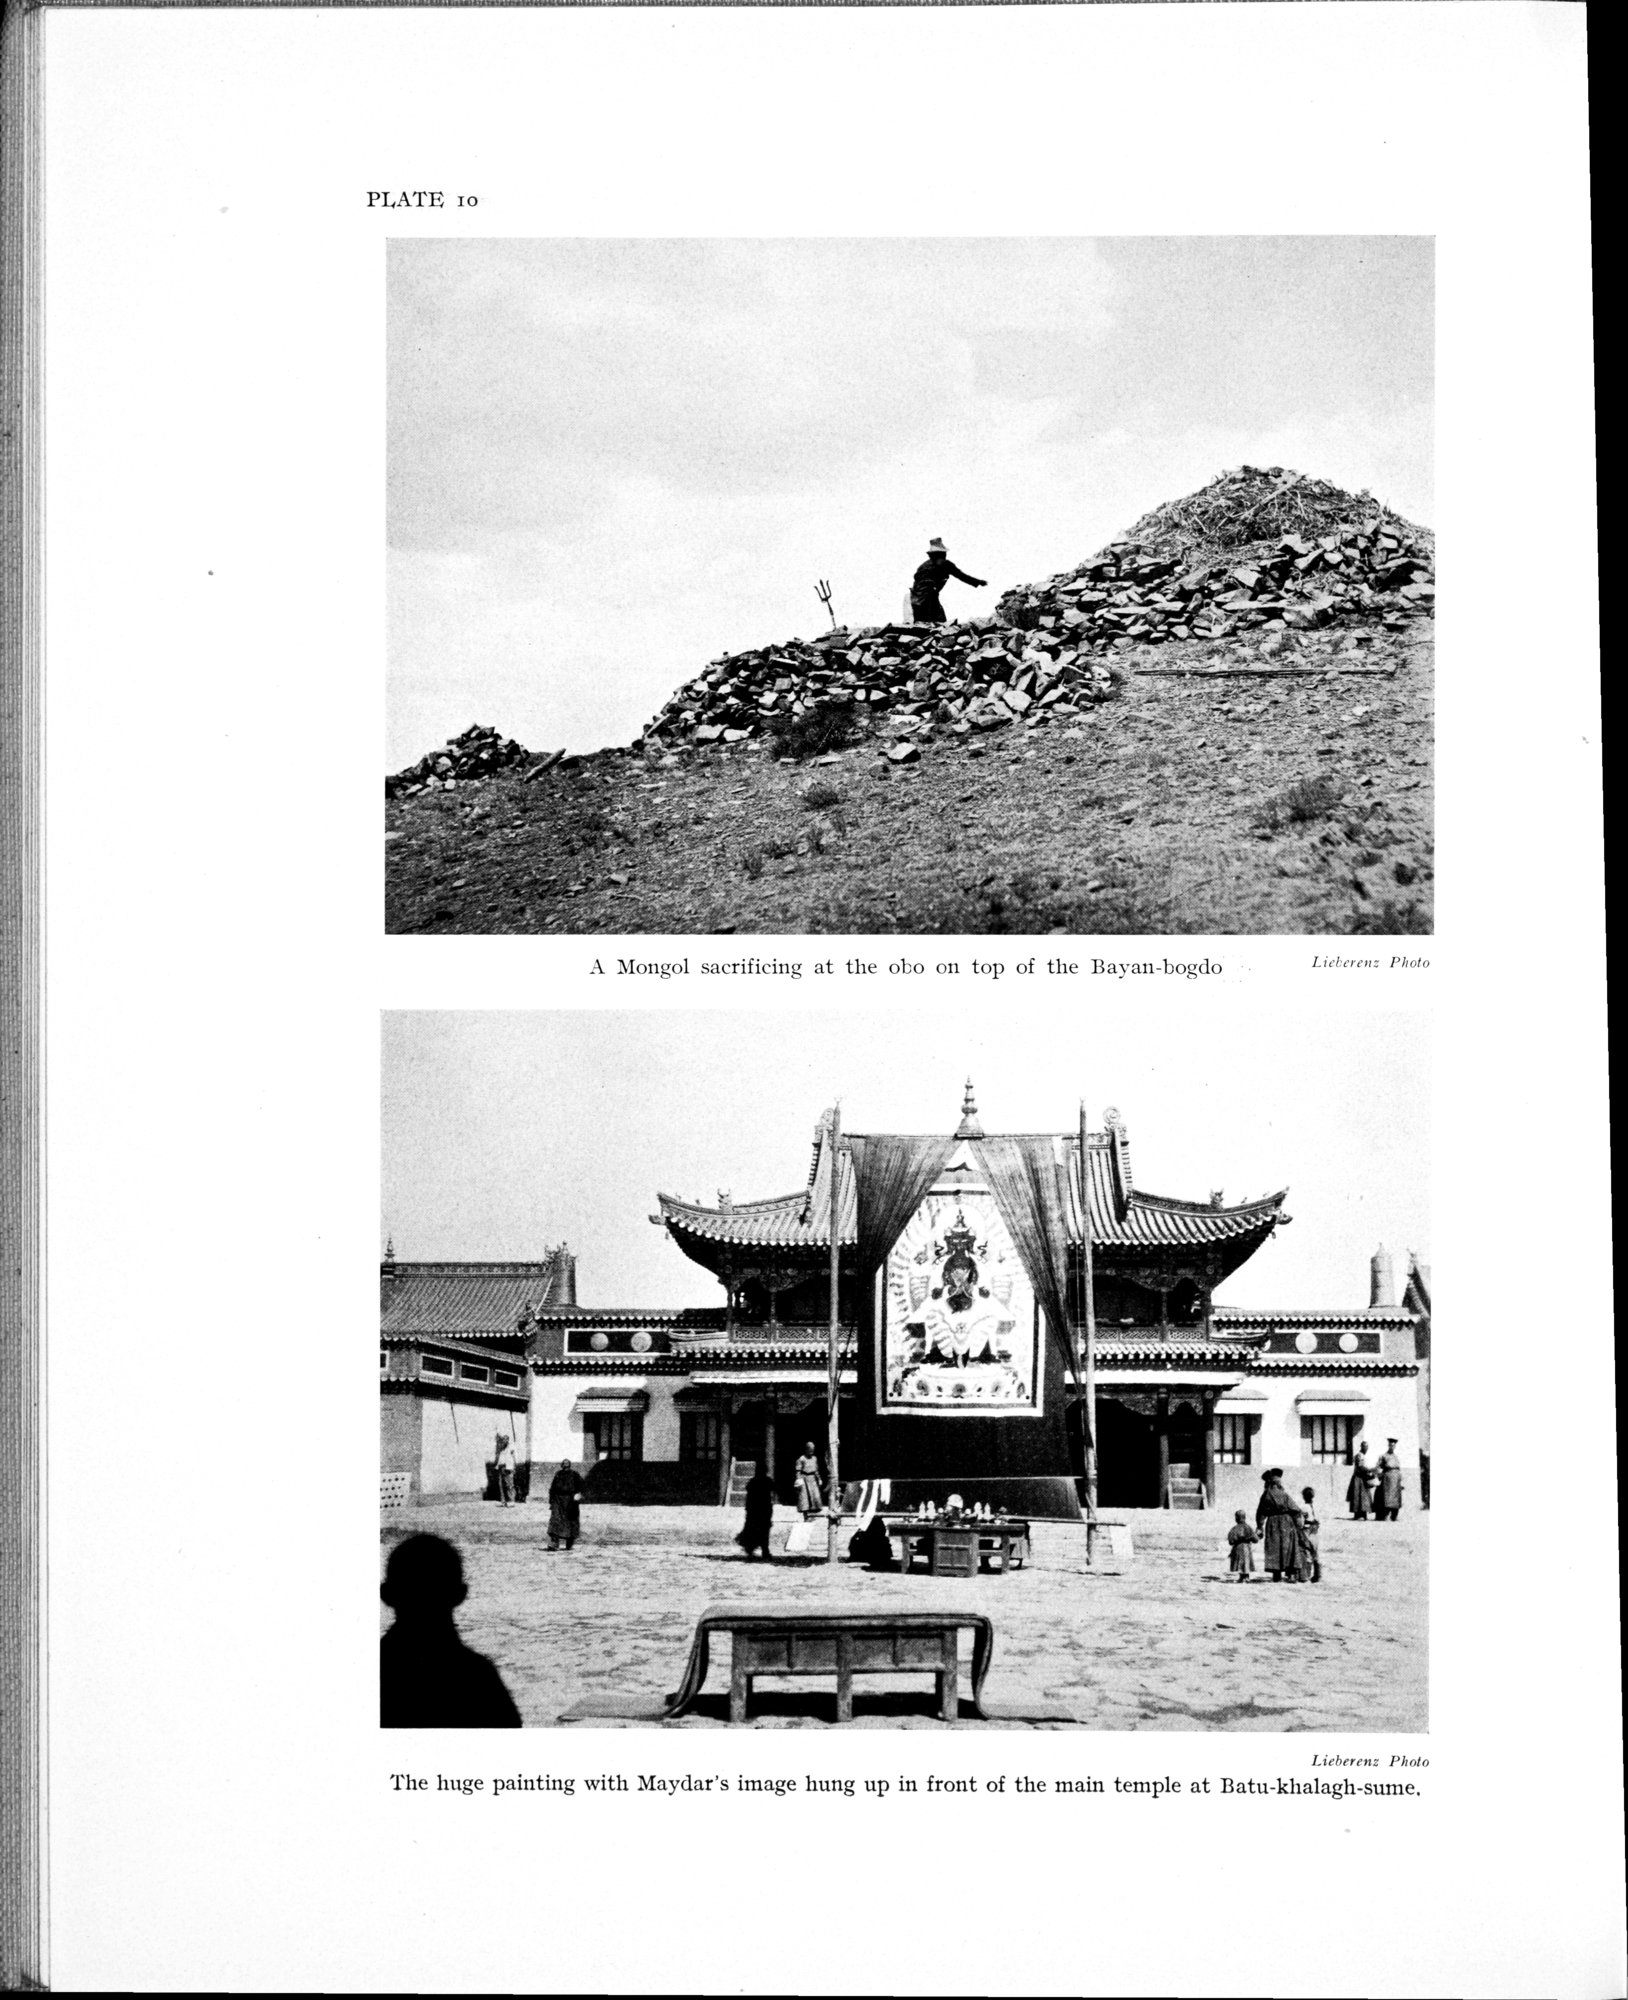 PLATE 10
A Mongol sacrificing at the obo on top of the Bayan-bogdo
Lieberenz Photo
Lieberenz Photo
The huge painting with Maydar's image hung up in front of the main temple at Batu-khalagh-sume.